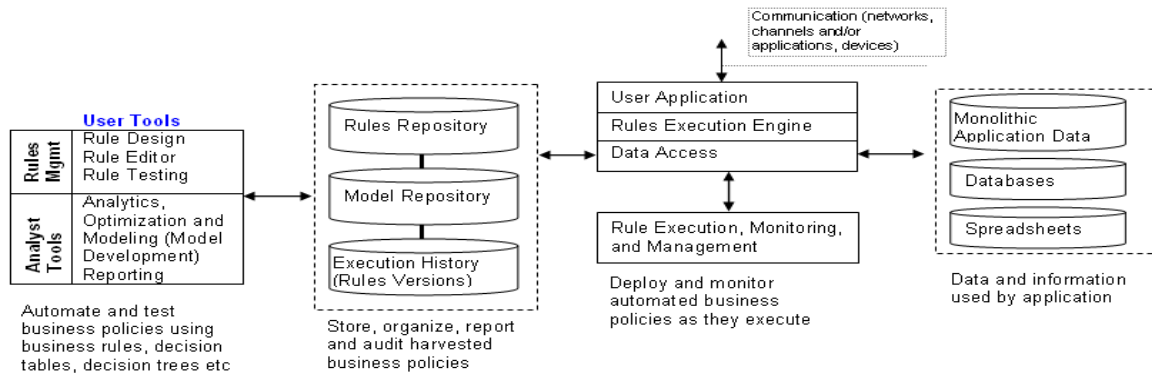 Communication (networks,
channels and/or
applications, devices)
User Tools
Rules
Mgmt
Rule Design
Rule Editor
Rule Testing
Analyst
Tools
Analytics,
Optimization and
Modeling (Model
Development)
Reporting
Automate and test
business policies using
business rules, decision
tables, decision trees etc
Rules Repository
Model Repository
Execution History
(Rules Versions)
Store, organize, report
and audit harvested
business policies
User Application
Rules Execution Engine
Data Access
Rule Execution, Monitoring,
and Management
Deploy and monitor
automated business
policies as they execute
Monolithic
Application Data
Databases
Spreadsheets
Data and information
used by application